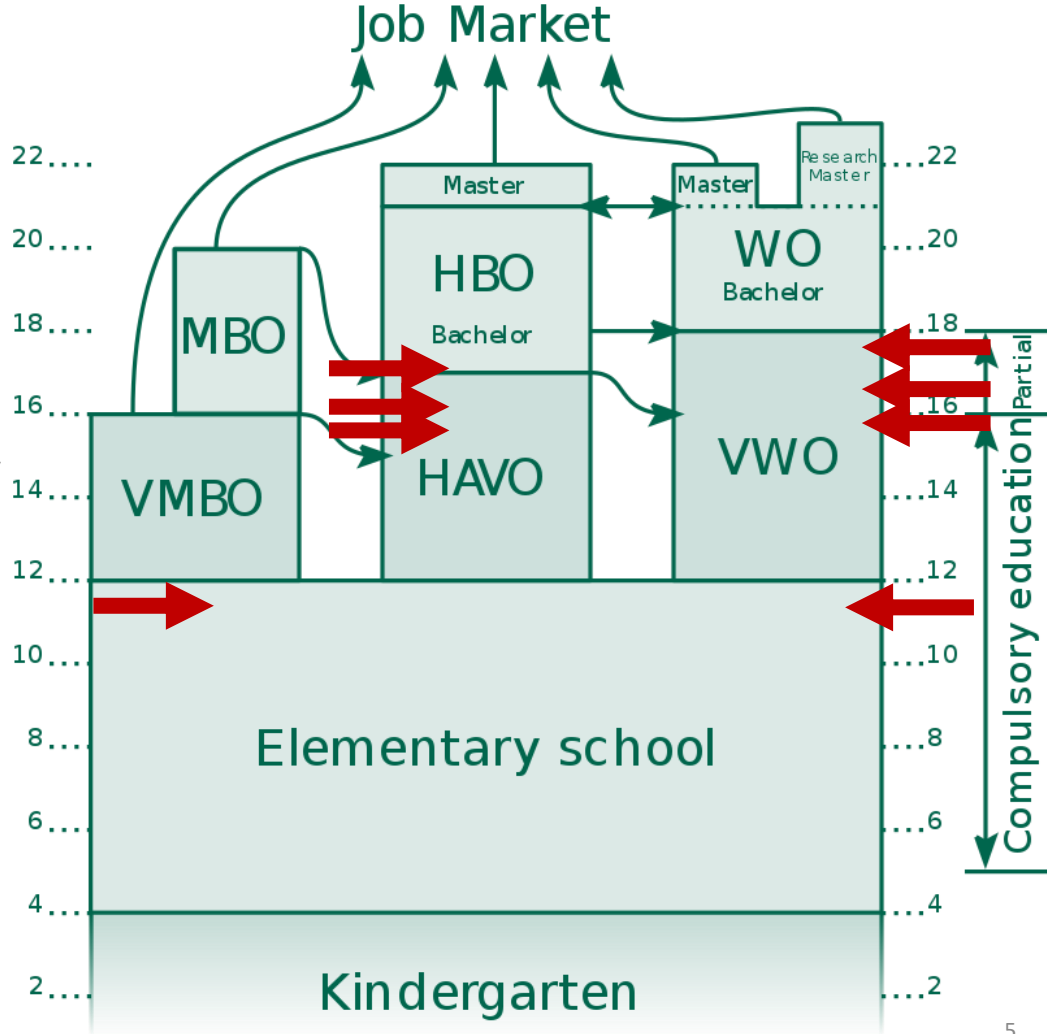 Job Market
22.... Research ....22
Master
Master Master
20.... WO ....20
HBO Bachelor
MBO
18.... Bachelor ....18
Partial
16.... ....16
VWO
HAVO
VMBO
14.... ....14
12.... ....12
Compulsory education
10.... ....10
Elementary school
8.... ....8
6.... ....6
4.... ....4
Kindergarten
2.... ....2
5